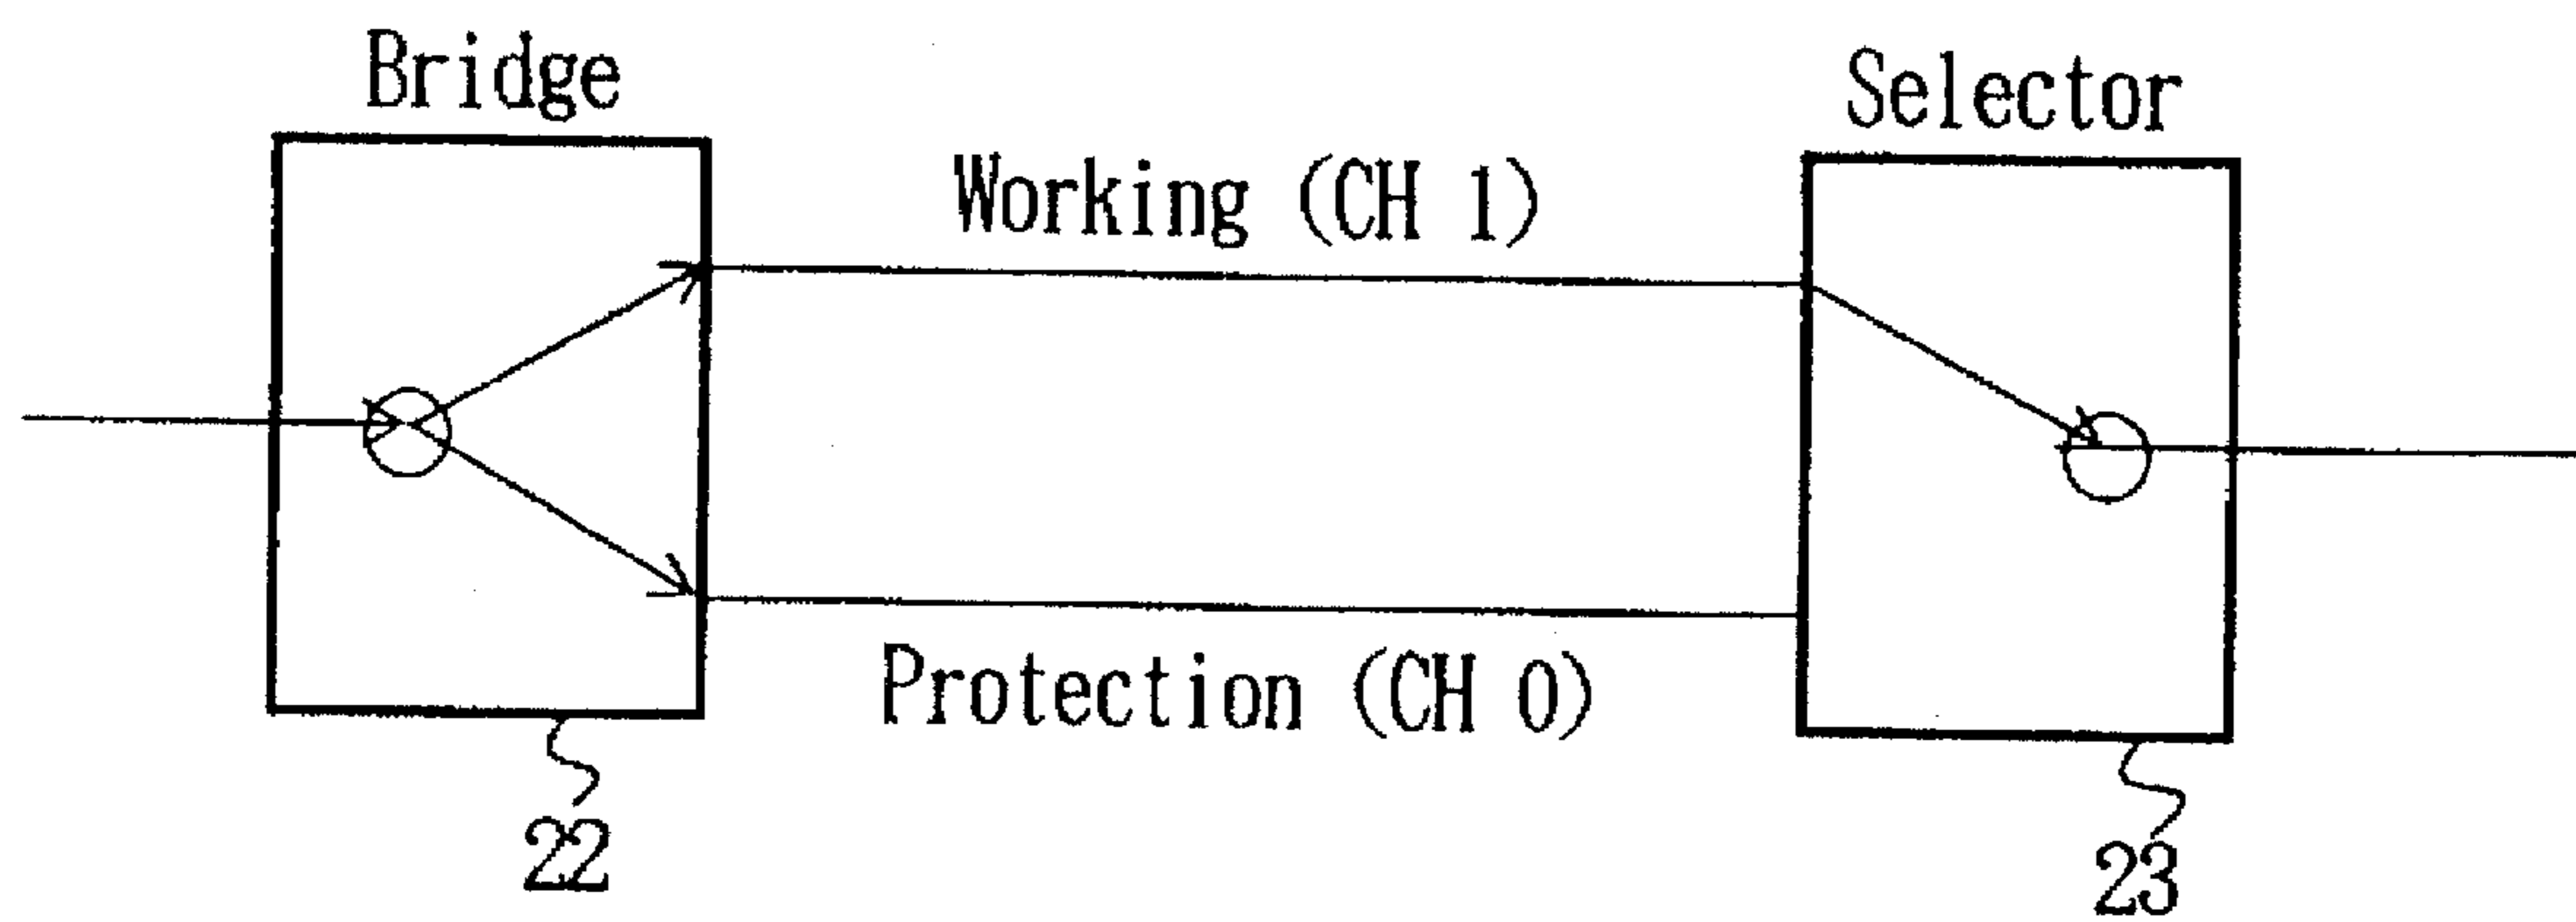 Bridge
Selector
Working (CH 1)
Protection (CH 0)
22
23